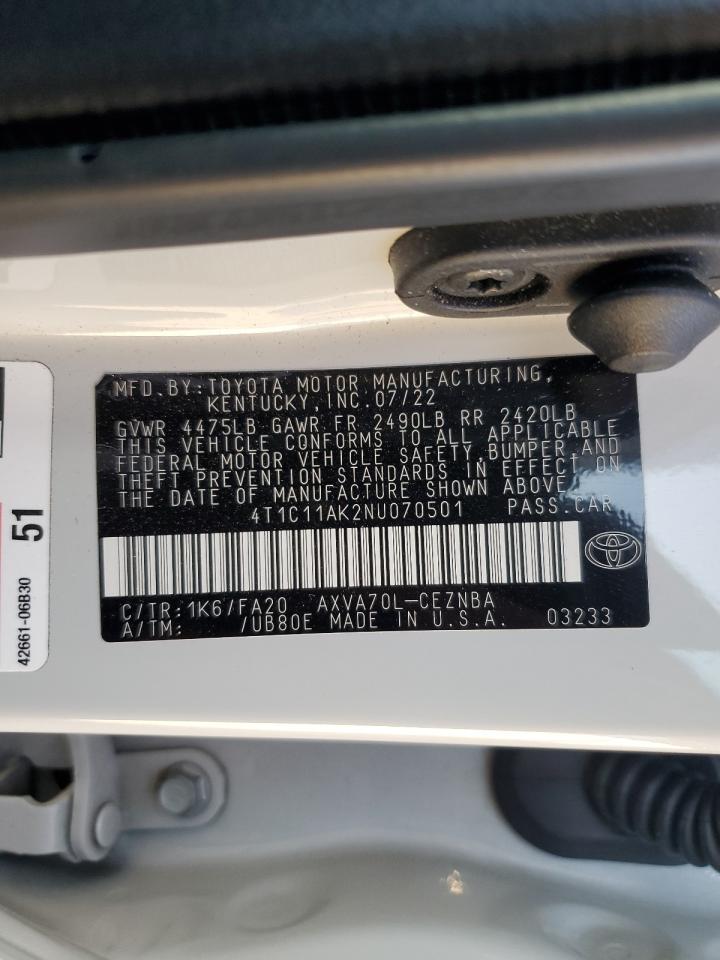 MFD.BY:TOYOTA MOTOR MANUFACTURING,
KENTUCKY,INC.07/22
GVWR 4475LB GAWR FR 2490LB RR 2420LB
THIS VEHICLE CONFORMS TO ALL APPLICABLE
FEDERAL MOTOR VEHICLE SAFETY,BUMPER,AND
THEFT PREVENTION STANDARDS IN EFFECT ON
THE DATE OF MANUFACTURE SHOWN ABOVE.
4T1C11AK2NU070501 PASS.CAR
C/TR:1K6/FA20 AXVA70L-CEZNBA
A/TM: /UB80E MADE IN U.S.A. 03233
51
42661-06B30